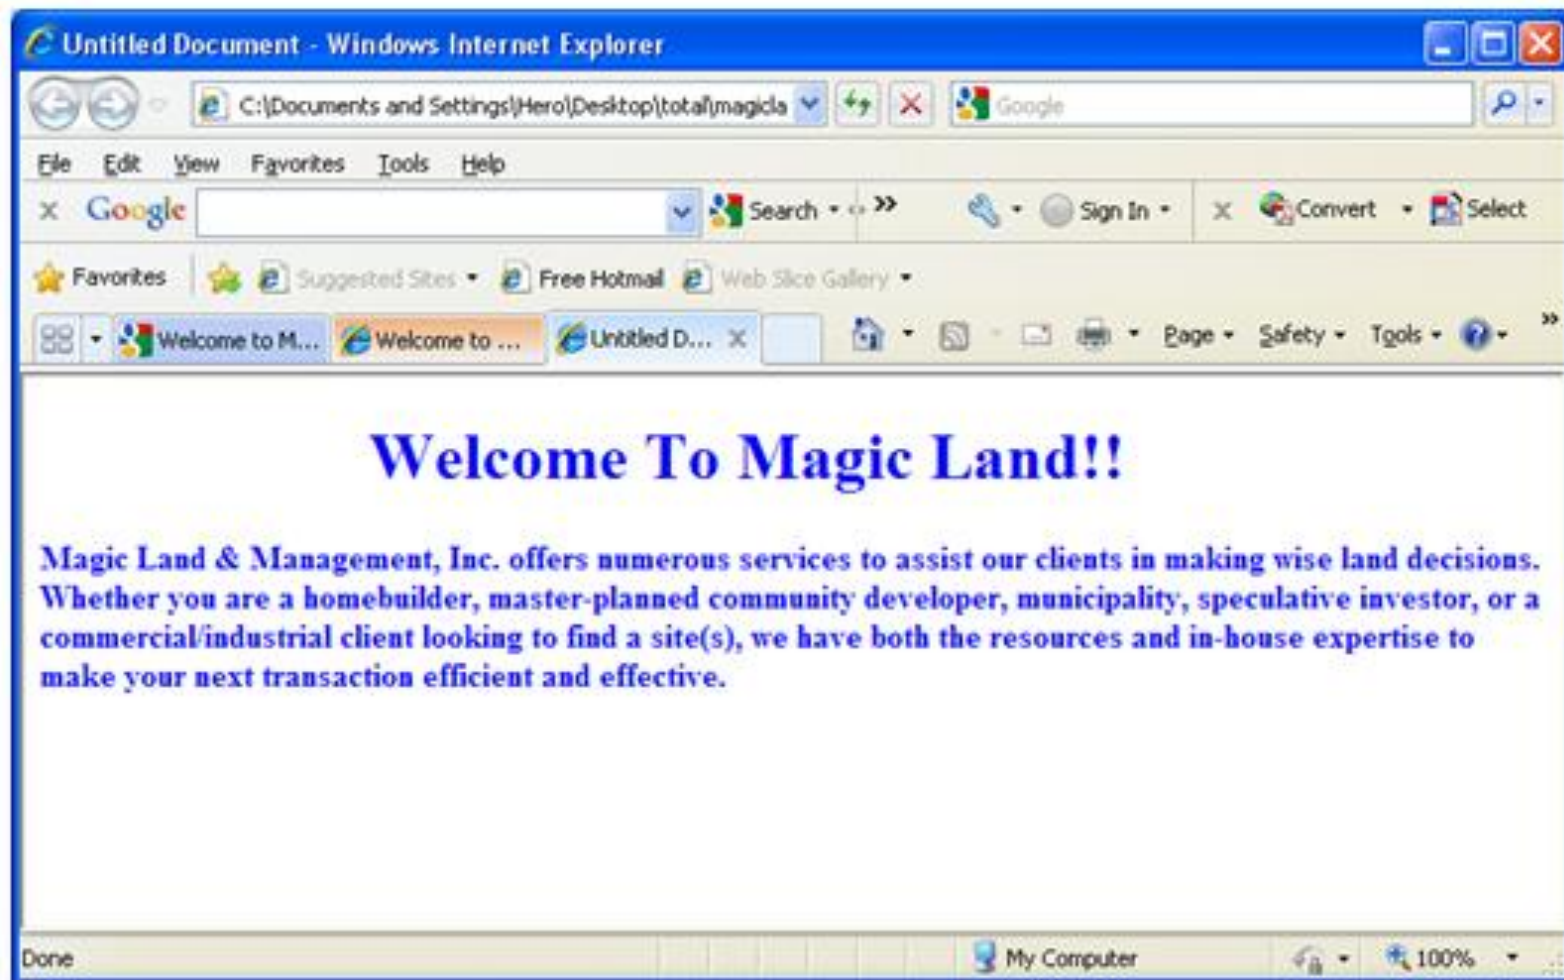 Untitled Document - Windows Internet Explorer
C:\Documents and Settings\Hero\Desktop\total\magicla Google
File Edit View Favorites Tools Help
x Google Search Sign In x Convert Select
Favorites Suggested Sites Free Hotmail Web Slice Gallery
Welcome to M... Welcome to ... Untitled D... X Page Safety Tools
Welcome To Magic Land!!
Magic Land & Management, Inc. offers numerous services to assist our clients in making wise land decisions.
Whether you are a homebuilder, master-planned community developer, municipality, speculative investor, or a
commercial/industrial client looking to find a site(s), we have both the resources and in-house expertise to
make your next transaction efficient and effective.
Done My Computer 100%